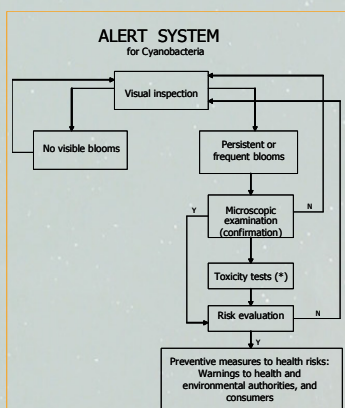 ALERT SYSTEM
for Cyanobacteria
Visual inspection
No visible blooms
Persistent or
frequent blooms
Y
N
Microscopic
examination
(confirmation)
Toxicity tests (*)
Risk evaluation
N
Y
Preventive measures to health risks:
Warnings to health and
environmental authorities, and
consumers